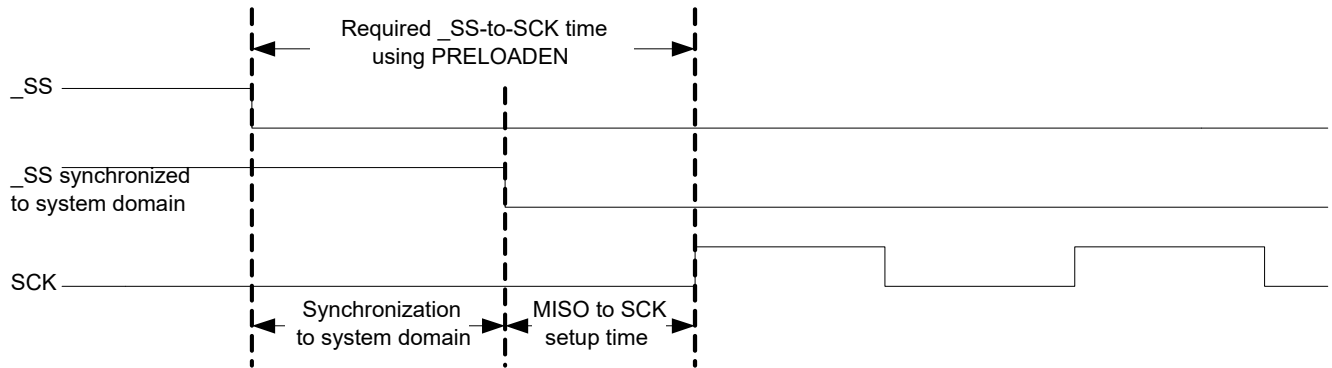 Required _SS-to-SCK time
using PRELOADEN
_SS
_SS synchronized
to system domain
SCK
Synchronization
to system domain
MISO to SCK
setup time